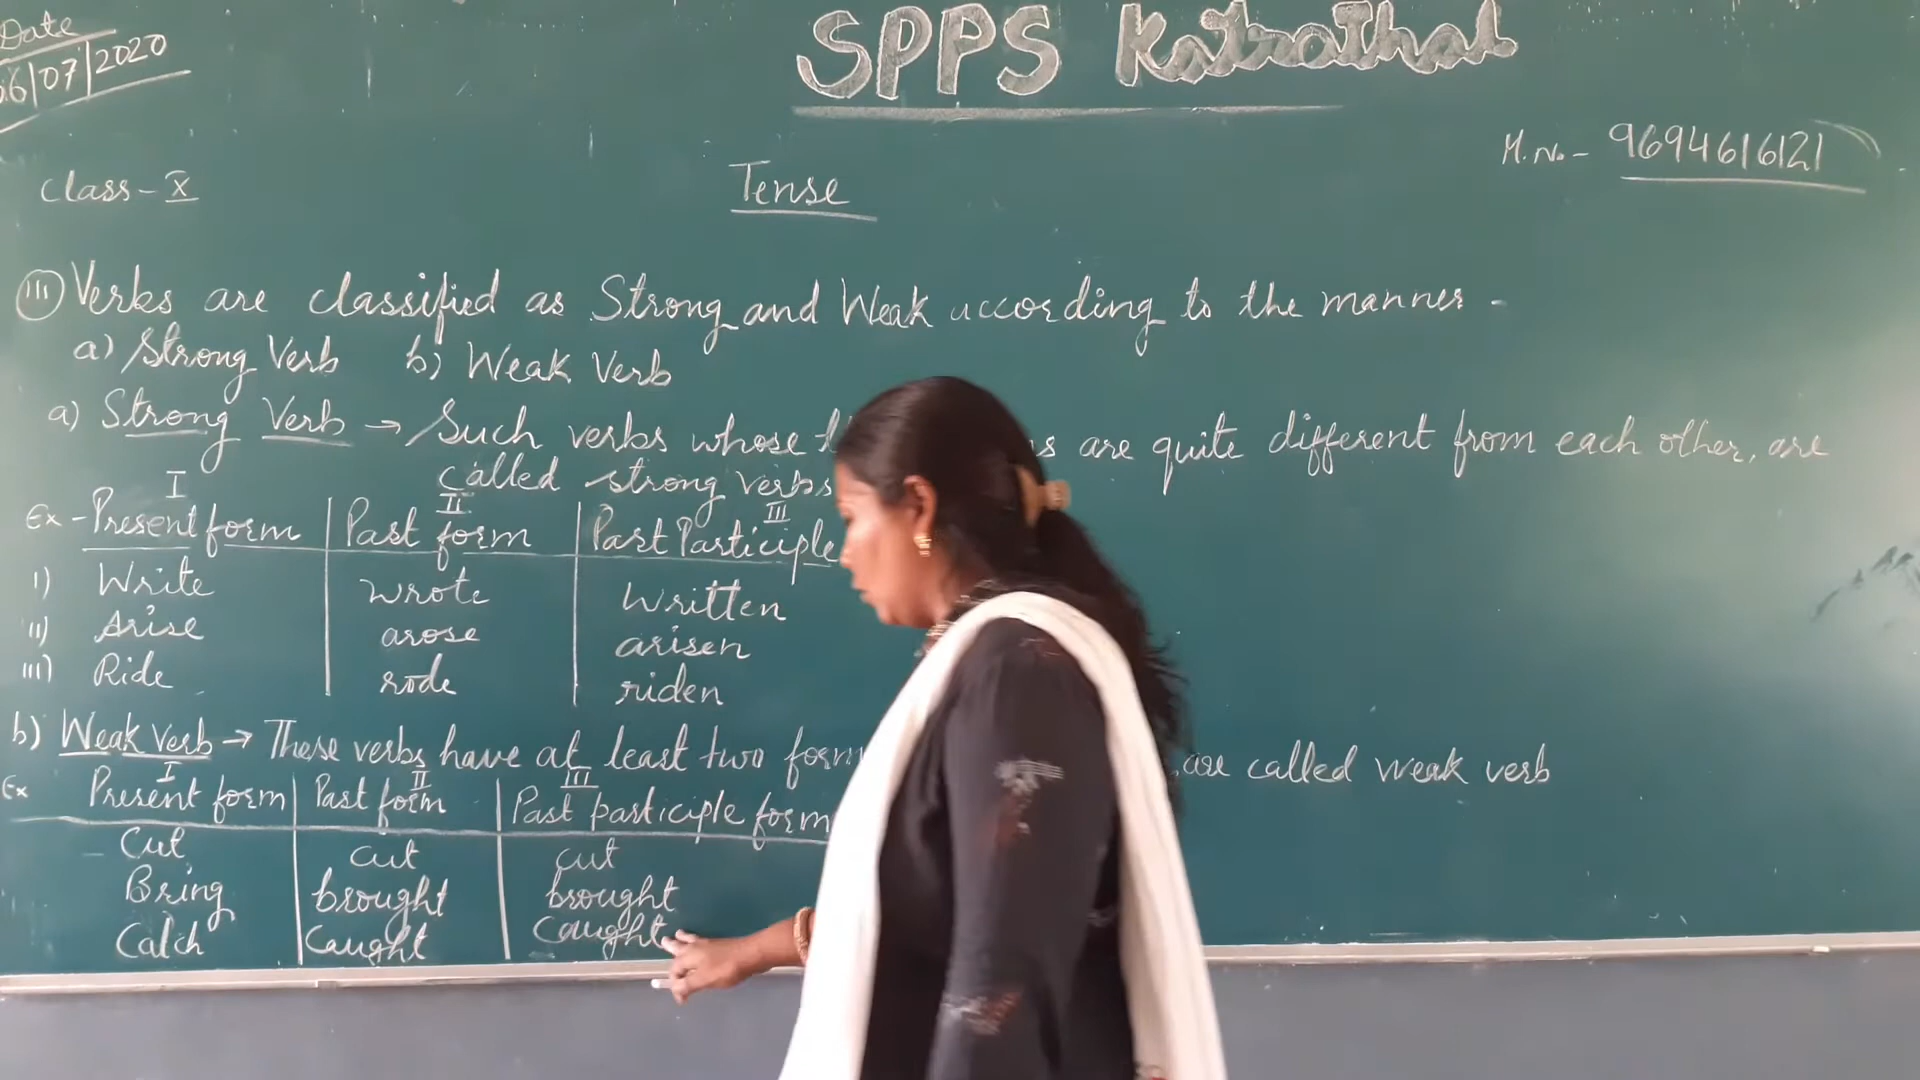 Date
SPPS Katrathal
06/07/2020
M.No- 9694616121
Class - X
Tense
III Verbs are classified as Strong and Weak according to the manner -
a) Strong Verb b) Weak Verb
a) Strong Verb → Such verbs whose are quite different from each other, are
called strong verbs
I II III
Ex - Present form Past form Past Participle
I) Write wrote written
II) Arise arose arisen
III) Ride rode riden
b) Weak Verb → These verbs have at least two form are called weak verb
I II III
Ex Present form Past form Past participle form
Cut cut cut
Bring brought brought
Catch Caught Caught